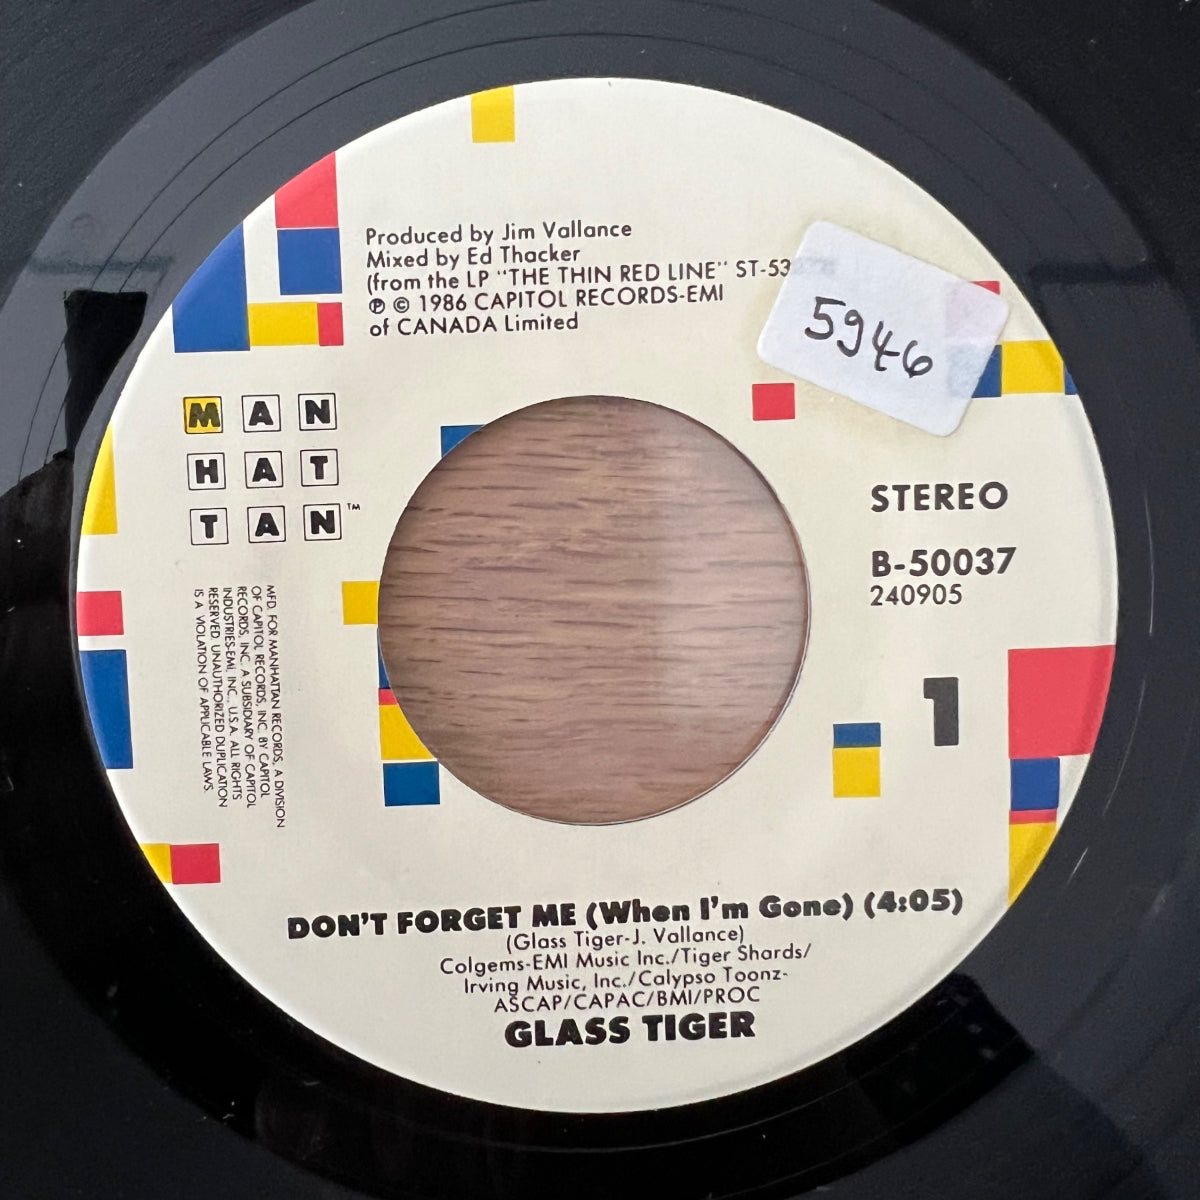 Produced by Jim Vallance
Mixed by Ed Thacker
(from the LP "THE THIN RED LINE" ST-53
℗ © 1986 CAPITOL RECORDS-EMI
of CANADA Limited
5946
MAN
HAT
TAN™
STEREO
B-50037
240905
1
MFD. FOR MANHATTAN RECORDS, A DIVISION
OF CAPITOL RECORDS, INC. BY CAPITOL
RECORDS, INC. A SUBSIDIARY OF CAPITOL
INDUSTRIES-EMI, INC., U.S.A. ALL RIGHTS
RESERVED. UNAUTHORIZED DUPLICATION
IS A VIOLATION OF APPLICABLE LAWS.
DON'T FORGET ME (When I'm Gone) (4:05)
(Glass Tiger-J. Vallance)
Colgems-EMI Music Inc./Tiger Shards/
Irving Music, Inc./Calypso Toonz-
ASCAP/CAPAC/BMI/PROC
GLASS TIGER